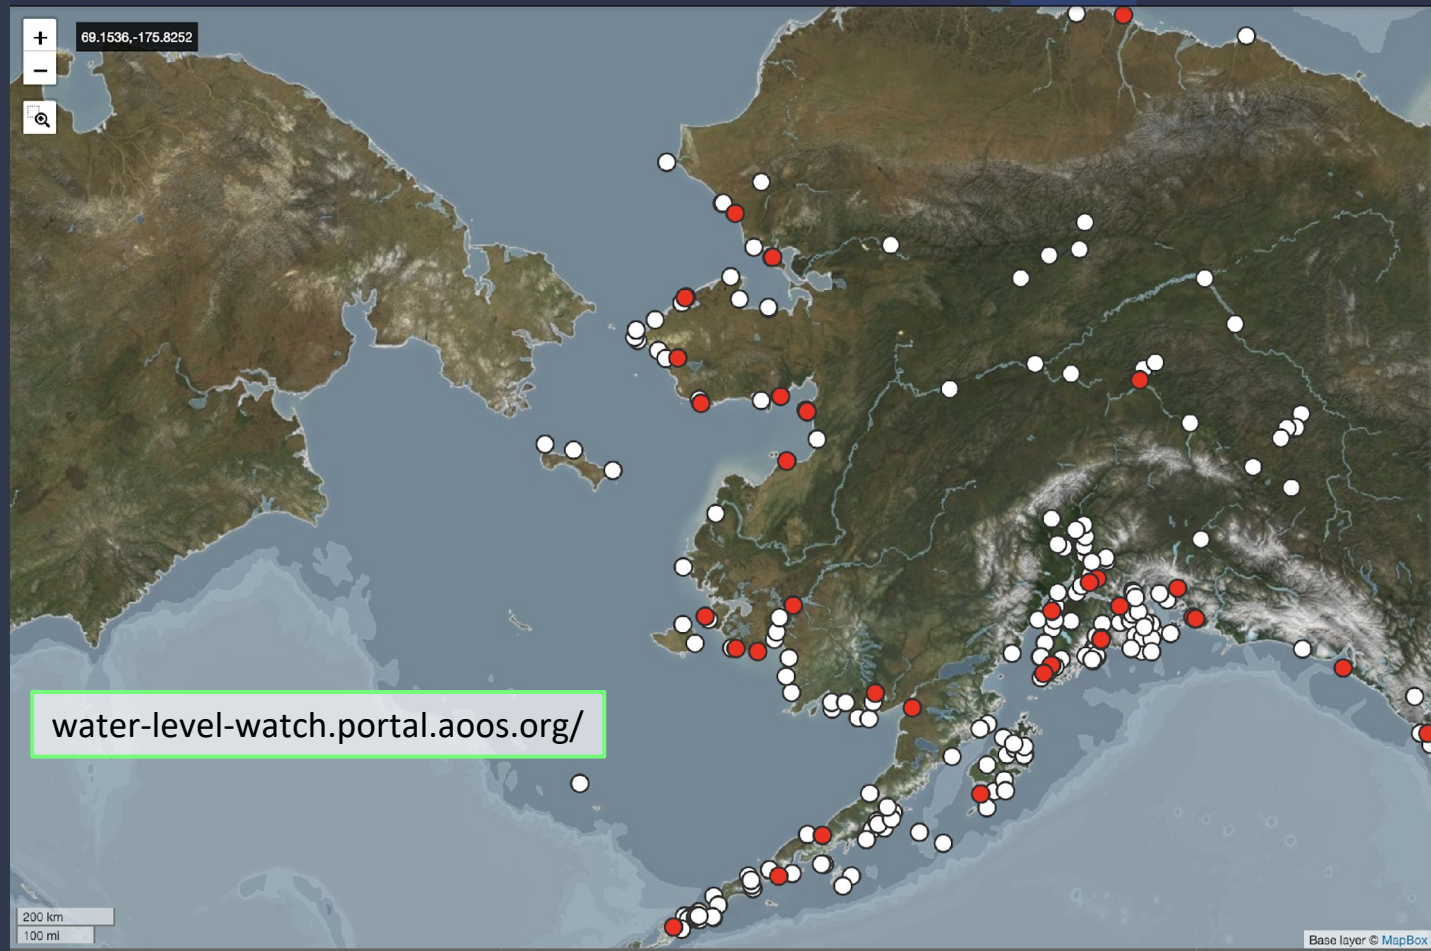 +
69.1536,-175.8252
−
water-level-watch.portal.aoos.org/
200 km
100 mi
Base layer © MapBox